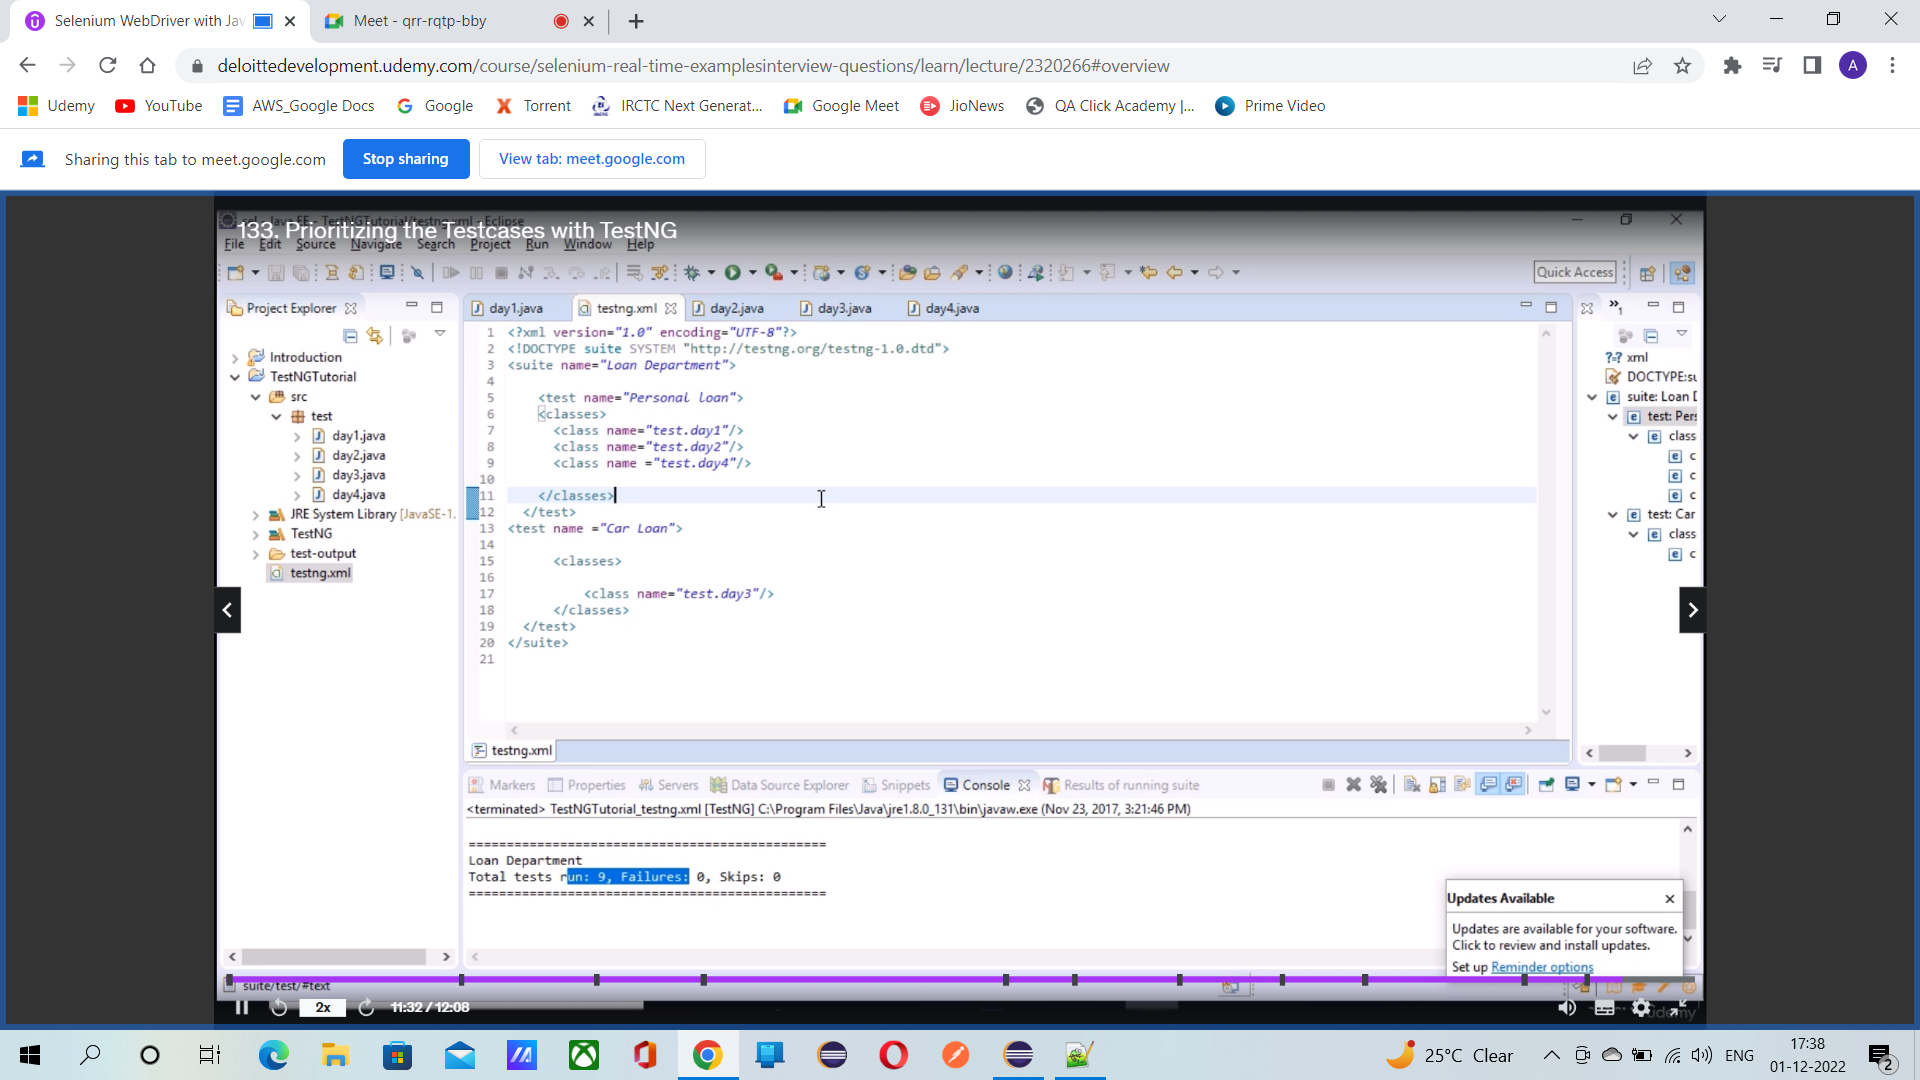 Selenium WebDriver with Jav
Meet - qrr-rqtp-bby
deloittedevelopment.udemy.com/course/selenium-real-time-examplesinterview-questions/learn/lecture/2320266#overview
A
Udemy
YouTube
AWS_Google Docs
Google
Torrent
IRCTC Next Generat...
Google Meet
JioNews
QA Click Academy |...
Prime Video
Sharing this tab to meet.google.com
Stop sharing
View tab: meet.google.com
sel - Java EE - TestNGTutorial/testng.xml - Eclipse
133. Prioritizing the Testcases with TestNG
File Edit Source Navigate Search Project Run Window Help
Quick Access
Project Explorer
day1.java
testng.xml
day2.java
day3.java
day4.java
Introduction
TestNGTutorial
src
test
day1.java
day2.java
day3.java
day4.java
JRE System Library [JavaSE-1.
TestNG
test-output
testng.xml
1 <?xml version="1.0" encoding="UTF-8"?>
2 <!DOCTYPE suite SYSTEM "http://testng.org/testng-1.0.dtd">
3 <suite name="Loan Department">
4
5 <test name="Personal loan">
6 <classes>
7 <class name="test.day1"/>
8 <class name="test.day2"/>
9 <class name ="test.day4"/>
10
11 </classes>
12 </test>
13 <test name ="Car Loan">
14
15 <classes>
16
17 <class name="test.day3"/>
18 </classes>
19 </test>
20 </suite>
21
1
?=? xml
DOCTYPE:su
suite: Loan D
test: Pers
class
c
c
c
test: Car
class
c
testng.xml
Markers
Properties
Servers
Data Source Explorer
Snippets
Console
Results of running suite
<terminated> TestNGTutorial_testng.xml [TestNG] C:\Program Files\Java\jre1.8.0_131\bin\javaw.exe (Nov 23, 2017, 3:21:46 PM)
===============================================
Loan Department
Total tests run: 9, Failures: 0, Skips: 0
===============================================
Updates Available
Updates are available for your software.
Click to review and install updates.
Set up Reminder options
suite/test/#text
2x
11:32 / 12:08
udemy
25°C Clear
ENG
17:38
01-12-2022
2